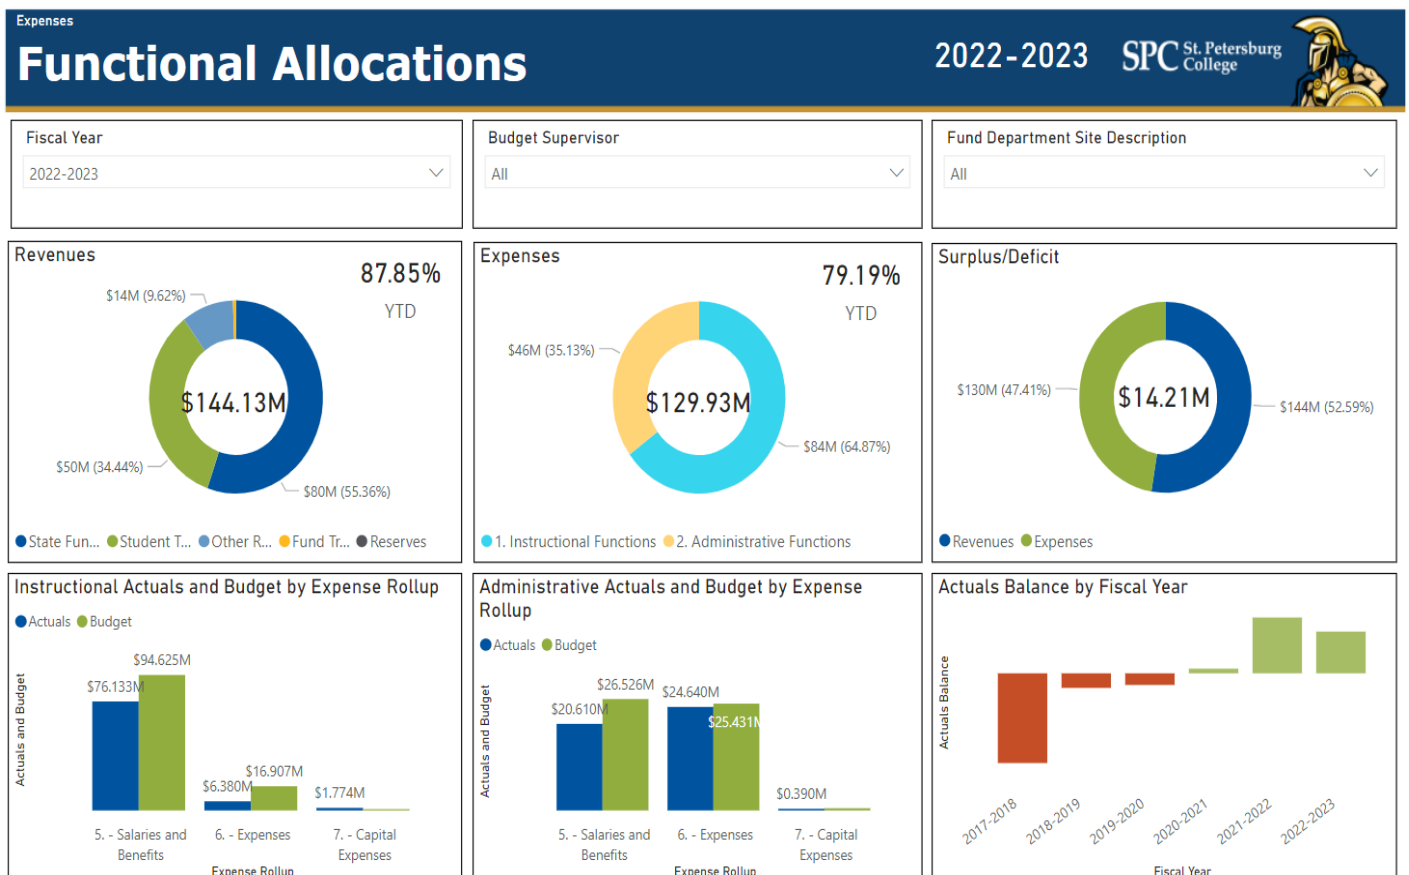 Expenses
Functional Allocations
2022-2023
SPC St. Petersburg
College
Fiscal Year
2022-2023
Budget Supervisor
All
Fund Department Site Description
All
Revenues
87.85%
YTD
$14M (9.62%)
$144.13M
$50M (34.44%)
$80M (55.36%)
State Fun... Student T... Other R... Fund Tr... Reserves
Expenses
79.19%
YTD
$46M (35.13%)
$129.93M
$84M (64.87%)
1. Instructional Functions 2. Administrative Functions
Surplus/Deficit
$130M (47.41%)
$14.21M
$144M (52.59%)
Revenues Expenses
Instructional Actuals and Budget by Expense Rollup
Actuals Budget
Actuals and Budget
$94.625M
$76.133M
$16.907M
$6.380M
$1.774M
5. - Salaries and
Benefits
6. - Expenses
7. - Capital
Expenses
Expense Rollup
Administrative Actuals and Budget by Expense
Rollup
Actuals Budget
Actuals and Budget
$26.526M
$20.610M
$24.640M
$25.431M
$0.390M
5. - Salaries and
Benefits
6. - Expenses
7. - Capital
Expenses
Expense Rollup
Actuals Balance by Fiscal Year
Actuals Balance
2017-2018
2018-2019
2019-2020
2020-2021
2021-2022
2022-2023
Fiscal Year